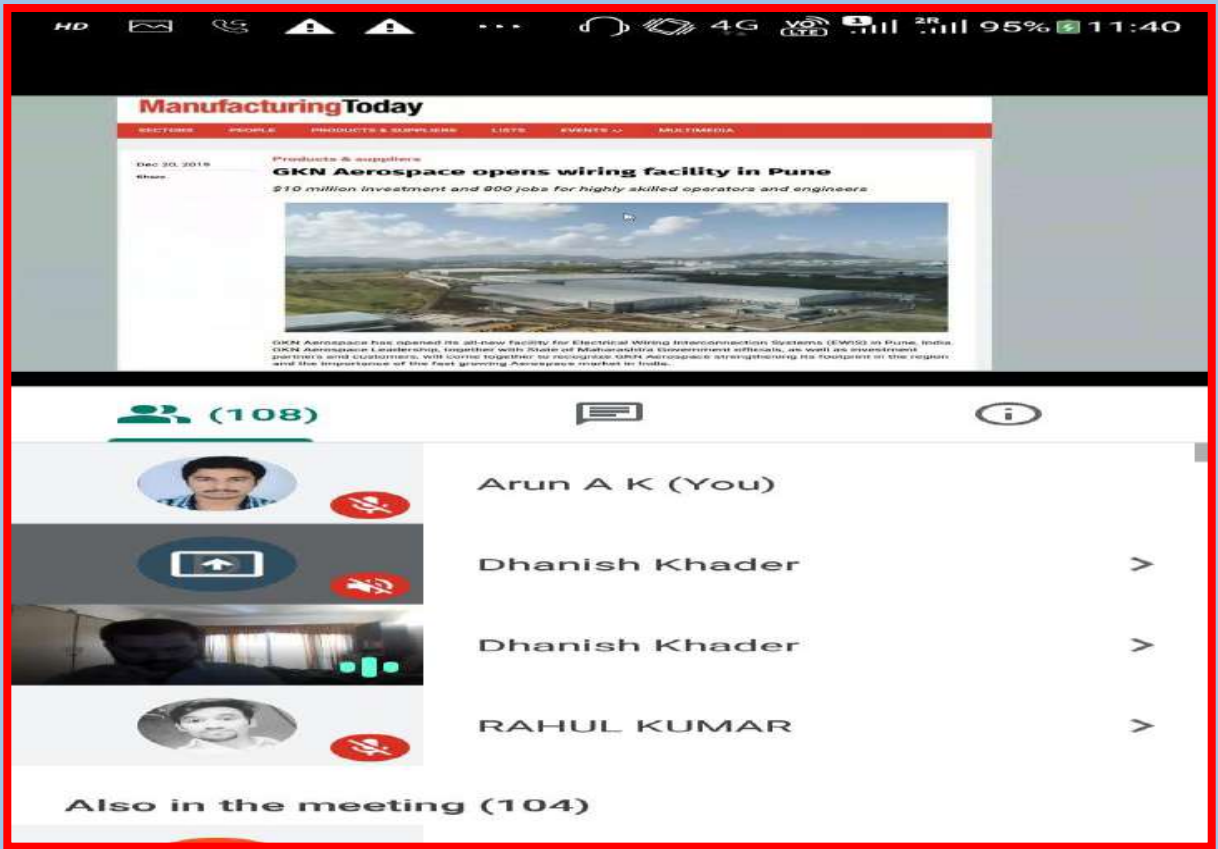 HD ... 4G VO LTE 1 2R 95% 11:40
ManufacturingToday
SECTORS PEOPLE PRODUCTS & SUPPLIERS LISTS EVENTS MULTIMEDIA
Dec 20, 2019
Products & suppliers
Share
GKN Aerospace opens wiring facility in Pune
$10 million investment and 800 jobs for highly skilled operators and engineers
GKN Aerospace has opened its all-new facility for Electrical Wiring Interconnection Systems (EWIS) in Pune, India.
GKN Aerospace Leadership, together with State of Maharashtra Government officials, as well as investment
partners and customers, will come together to recognize GKN Aerospace strengthening its footprint in the region
and the importance of the fast growing Aerospace market in India.
(108)
Arun A K (You)
Dhanish Khader
Dhanish Khader
RAHUL KUMAR
Also in the meeting (104)